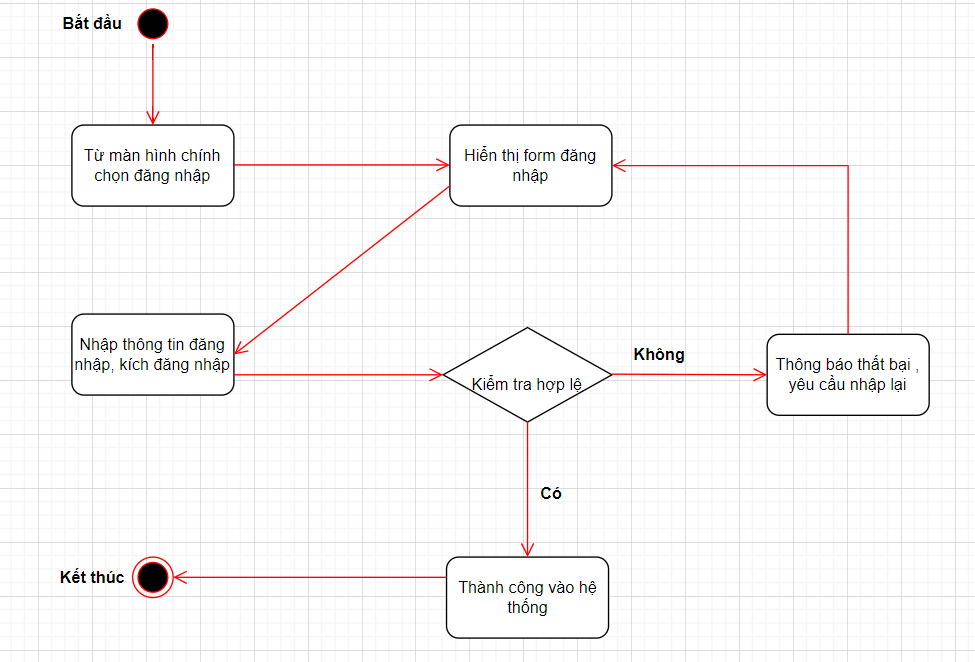 Bắt đầu
Từ màn hình chính
chọn đăng nhập
Hiển thị form đăng
nhập
Nhập thông tin đăng
nhập, kích đăng nhập
Kiểm tra hợp lệ
Không
Thông báo thất bại ,
yêu cầu nhập lại
Có
Thành công vào hệ
thống
Kết thúc